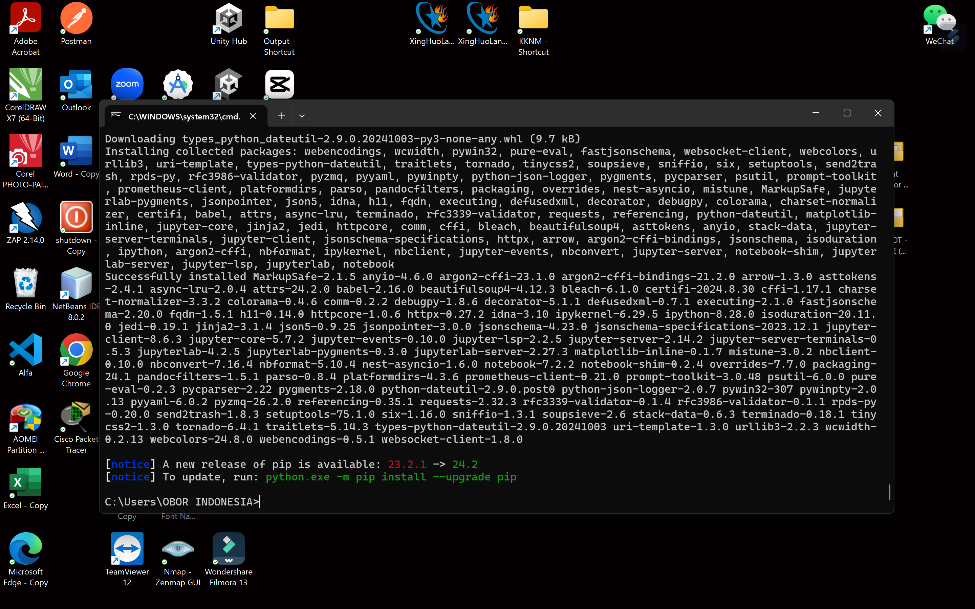 Adobe Acrobat
Postman
Unity Hub
Output - Shortcut
XingHuoLa...
XingHuoLan...
KKNM - Shortcut
WeChat
CorelDRAW X7 (64-Bit)
Outlook
zoom
C:\WINDOWS\system32\cmd.
Downloading types_python_dateutil-2.9.0.20241003-py3-none-any.whl (9.7 kB)
Installing collected packages: webencodings, wcwidth, pywin32, pure-eval, fastjsonschema, websocket-client, webcolors, u
rllib3, uri-template, types-python-dateutil, traitlets, tornado, tinycss2, soupsieve, sniffio, six, setuptools, send2tra
sh, rpds-py, rfc3986-validator, pyzmq, pyyaml, pywinpty, python-json-logger, pygments, pycparser, psutil, prompt-toolkit
, prometheus-client, platformdirs, parso, pandocfilters, packaging, overrides, nest-asyncio, mistune, MarkupSafe, jupyte
rlab-pygments, jsonpointer, json5, idna, h11, fqdn, executing, defusedxml, decorator, debugpy, colorama, charset-normali
zer, certifi, babel, attrs, async-lru, terminado, rfc3339-validator, requests, referencing, python-dateutil, matplotlib-
inline, jupyter-core, jinja2, jedi, httpcore, comm, cffi, bleach, beautifulsoup4, asttokens, anyio, stack-data, jupyter-
server-terminals, jupyter-client, jsonschema-specifications, httpx, arrow, argon2-cffi-bindings, jsonschema, isoduration
, ipython, argon2-cffi, nbformat, ipykernel, nbclient, jupyter-events, nbconvert, jupyter-server, notebook-shim, jupyter
lab-server, jupyter-lsp, jupyterlab, notebook
Successfully installed MarkupSafe-2.1.5 anyio-4.6.0 argon2-cffi-23.1.0 argon2-cffi-bindings-21.2.0 arrow-1.3.0 asttokens
-2.4.1 async-lru-2.0.4 attrs-24.2.0 babel-2.16.0 beautifulsoup4-4.12.3 bleach-6.1.0 certifi-2024.8.30 cffi-1.17.1 charse
t-normalizer-3.3.2 colorama-0.4.6 comm-0.2.2 debugpy-1.8.6 decorator-5.1.1 defusedxml-0.7.1 executing-2.1.0 fastjsonsche
ma-2.20.0 fqdn-1.5.1 h11-0.14.0 httpcore-1.0.6 httpx-0.27.2 idna-3.10 ipykernel-6.29.5 ipython-8.28.0 isoduration-20.11.
0 jedi-0.19.1 jinja2-3.1.4 json5-0.9.25 jsonpointer-3.0.0 jsonschema-4.23.0 jsonschema-specifications-2023.12.1 jupyter-
client-8.6.3 jupyter-core-5.7.2 jupyter-events-0.10.0 jupyter-lsp-2.2.5 jupyter-server-2.14.2 jupyter-server-terminals-0
.5.3 jupyterlab-4.2.5 jupyterlab-pygments-0.3.0 jupyterlab-server-2.27.3 matplotlib-inline-0.1.7 mistune-3.0.2 nbclient-
0.10.0 nbconvert-7.16.4 nbformat-5.10.4 nest-asyncio-1.6.0 notebook-7.2.2 notebook-shim-0.2.4 overrides-7.7.0 packaging-
24.1 pandocfilters-1.5.1 parso-0.8.4 platformdirs-4.3.6 prometheus-client-0.21.0 prompt-toolkit-3.0.48 psutil-6.0.0 pure
-eval-0.2.3 pycparser-2.22 pygments-2.18.0 python-dateutil-2.9.0.post0 python-json-logger-2.0.7 pywin32-307 pywinpty-2.0
.13 pyyaml-6.0.2 pyzmq-26.2.0 referencing-0.35.1 requests-2.32.3 rfc3339-validator-0.1.4 rfc3986-validator-0.1.1 rpds-py
-0.20.0 send2trash-1.8.3 setuptools-75.1.0 six-1.16.0 sniffio-1.3.1 soupsieve-2.6 stack-data-0.6.3 terminado-0.18.1 tiny
css2-1.3.0 tornado-6.4.1 traitlets-5.14.3 types-python-dateutil-2.9.0.20241003 uri-template-1.3.0 urllib3-2.2.3 wcwidth-
0.2.13 webcolors-24.8.0 webencodings-0.5.1 websocket-client-1.8.0
[notice] A new release of pip is available: 23.2.1 -> 24.2
[notice] To update, run: python.exe -m pip install --upgrade pip
C:\Users\OBOR INDONESIA>
Corel PHOTO-PAI...
Word - Copy
ZAP 2.14.0
shutdown - Copy
Recycle Bin
NetBeans IDE 8.0.2
Alfa
Google Chrome
AOMEI Partition ...
Cisco Packet Tracer
Excel - Copy
Copy
Font Na...
Microsoft Edge - Copy
TeamViewer 12
Nmap - Zenmap GUI
Wondershare Filmora 13